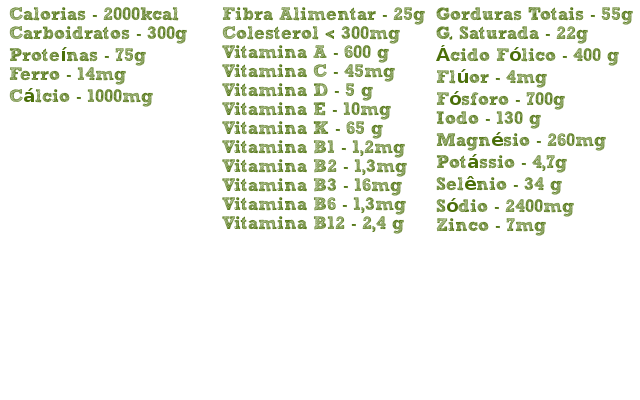 Calorias - 2000kcal
Carboidratos - 300g
Proteínas - 75g
Ferro - 14mg
Cálcio - 1000mg
Fibra Alimentar - 25g
Colesterol < 300mg
Vitamina A - 600 g
Vitamina C - 45mg
Vitamina D - 5 g
Vitamina E - 10mg
Vitamina K - 65 g
Vitamina B1 - 1,2mg
Vitamina B2 - 1,3mg
Vitamina B3 - 16mg
Vitamina B6 - 1,3mg
Vitamina B12 - 2,4 g
Gorduras Totais - 55g
G. Saturada - 22g
Ácido Fólico - 400 g
Flúor - 4mg
Fósforo - 700g
Iodo - 130 g
Magnésio - 260mg
Potássio - 4,7g
Selênio - 34 g
Sódio - 2400mg
Zinco - 7mg